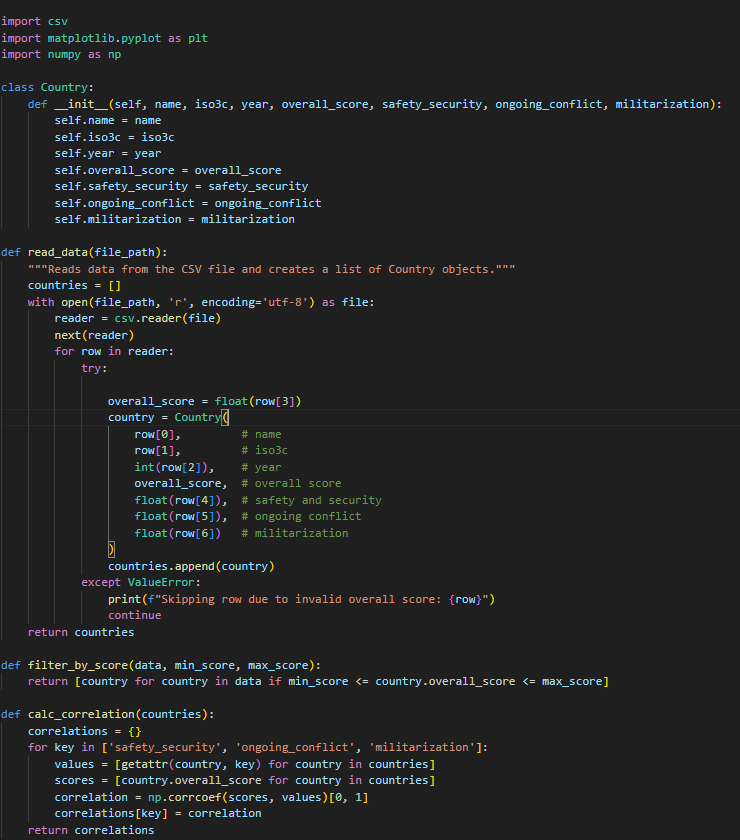 import csv
import matplotlib.pyplot as plt
import numpy as np

class Country:
    def __init__(self, name, iso3c, year, overall_score, safety_security, ongoing_conflict, militarization):
        self.name = name
        self.iso3c = iso3c
        self.year = year
        self.overall_score = overall_score
        self.safety_security = safety_security
        self.ongoing_conflict = ongoing_conflict
        self.militarization = militarization

def read_data(file_path):
    """Reads data from the CSV file and creates a list of Country objects."""
    countries = []
    with open(file_path, 'r', encoding='utf-8') as file:
        reader = csv.reader(file)
        next(reader)
        for row in reader:
            try:

                overall_score = float(row[3])
                country = Country(
                    row[0],         # name
                    row[1],         # iso3c
                    int(row[2]),    # year
                    overall_score,  # overall score
                    float(row[4]),  # safety and security
                    float(row[5]),  # ongoing conflict
                    float(row[6])   # militarization
                )
                countries.append(country)
            except ValueError:
                print(f"Skipping row due to invalid overall score: {row}")
                continue
    return countries

def filter_by_score(data, min_score, max_score):
    return [country for country in data if min_score <= country.overall_score <= max_score]

def calc_correlation(countries):
    correlations = {}
    for key in ['safety_security', 'ongoing_conflict', 'militarization']:
        values = [getattr(country, key) for country in countries]
        scores = [country.overall_score for country in countries]
        correlation = np.corrcoef(scores, values)[0, 1]
        correlations[key] = correlation
    return correlations